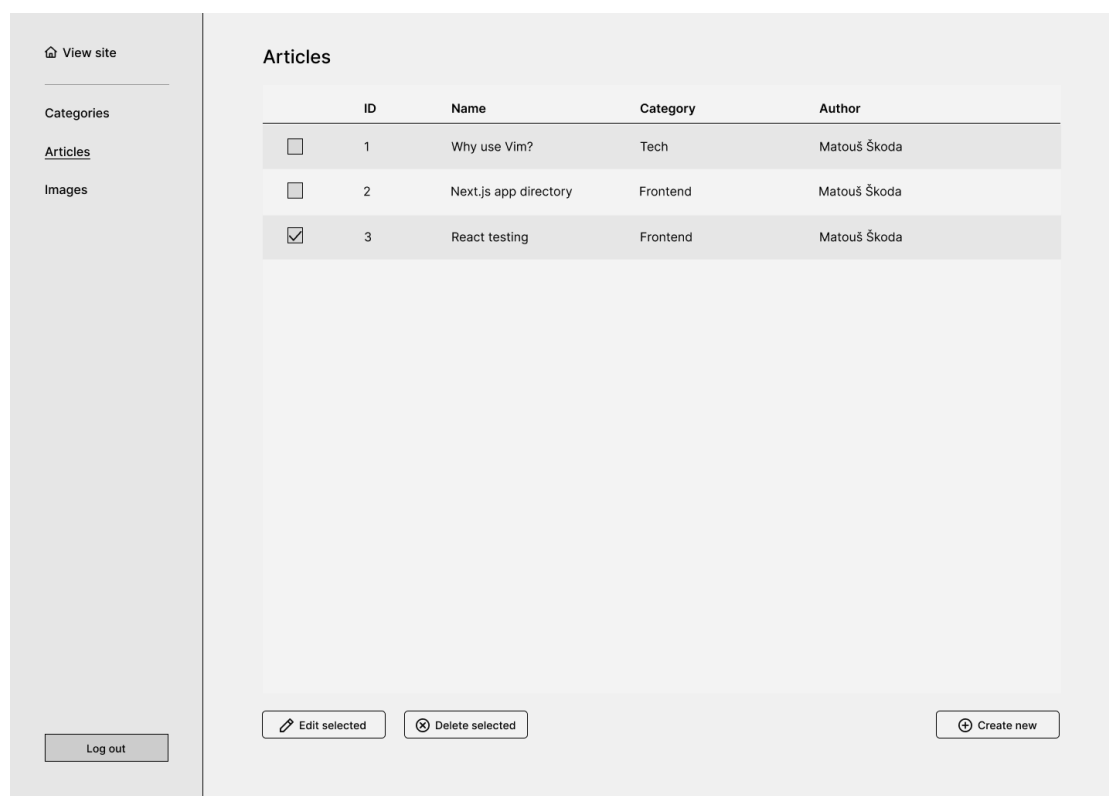 View site
Categories
Articles
Images
Log out
Articles
ID Name Category Author
1 Why use Vim? Tech Matouš Škoda
2 Next.js app directory Frontend Matouš Škoda
3 React testing Frontend Matouš Škoda
Edit selected Delete selected Create new